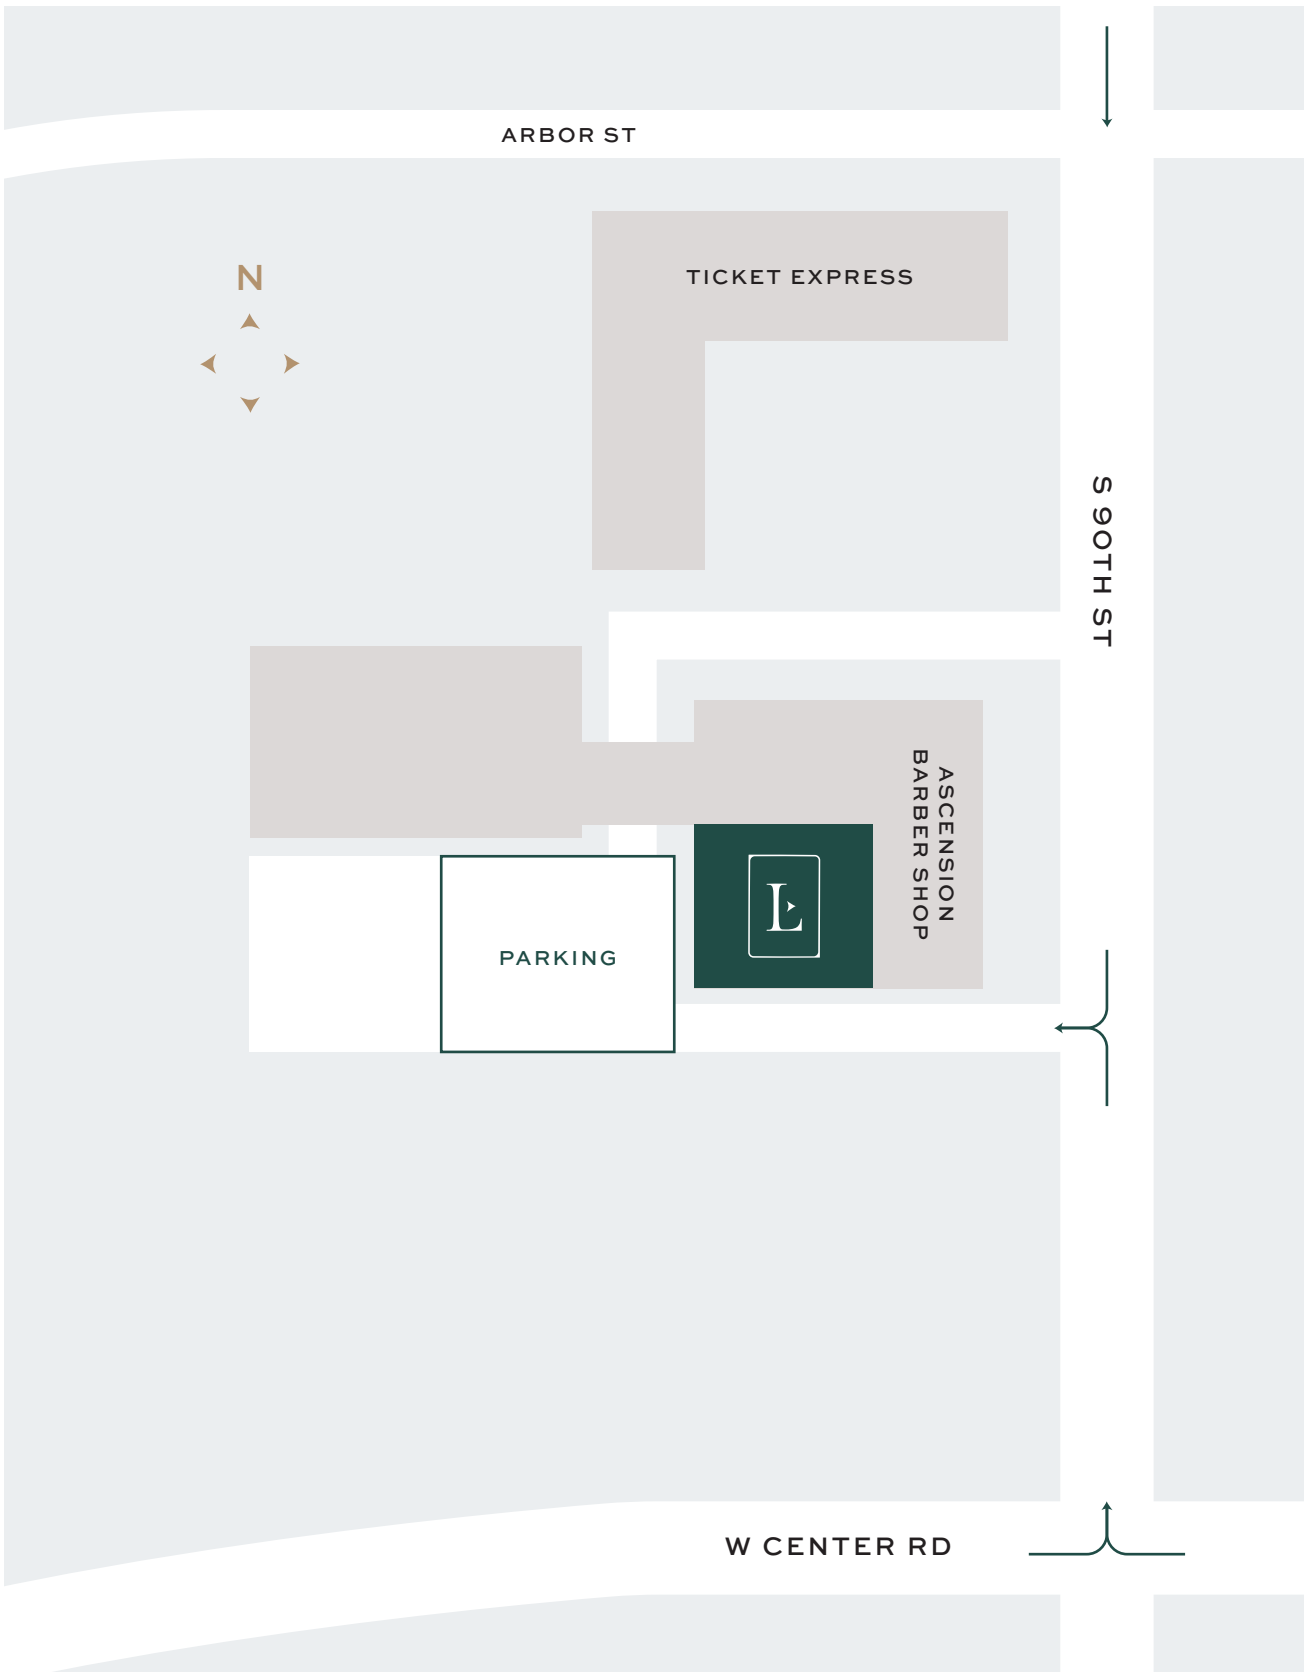 ARBOR ST
N
TICKET EXPRESS
S 90TH ST
ASCENSION
BARBER SHOP
L
PARKING
W CENTER RD